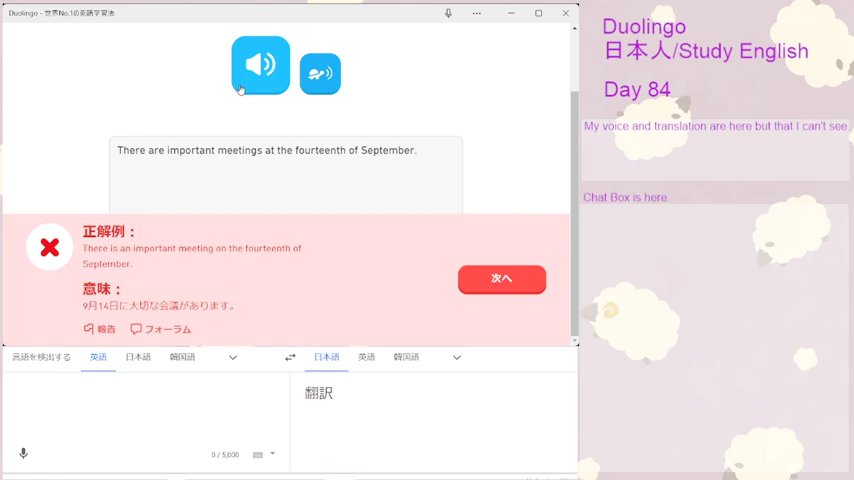 Duolingo - 世界No.1の英語学習法
There are important meetings at the fourteenth of September.
正解例：
There is an important meeting on the fourteenth of
September.
意味：
9月14日に大切な会議があります。
報告 フォーラム
次へ
言語を検出する 英語 日本語 韓国語
日本語 英語 韓国語
翻訳
0 / 5,000
Duolingo
日本人/Study English
Day 84
My voice and translation are here but that I can't see
Chat Box is here.